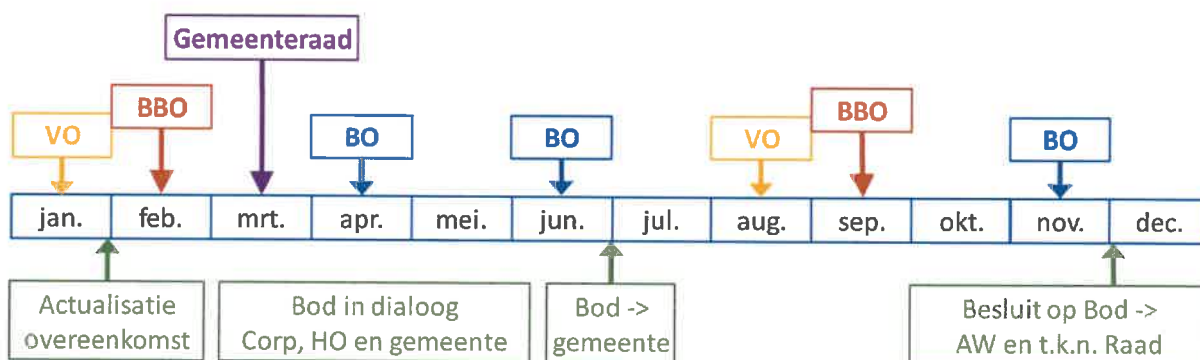 Gemeenteraad
VO
BBO
BO
BO
VO
BBO
BO
jan.
feb.
mrt.
apr.
mei.
jun.
jul.
aug.
sep.
okt.
nov.
dec.
Actualisatie
overeenkomst
Bod in dialoog
Corp, HO en gemeente
Bod ->
gemeente
Besluit op Bod ->
AW en t.k.n. Raad